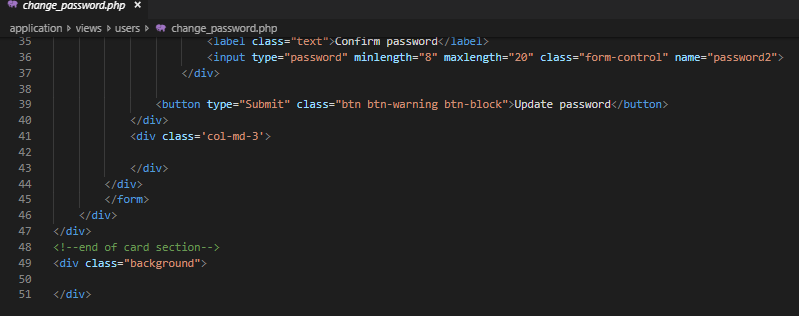 change_password.php ×
application > views > users > change_password.php
35 <label class="text">Confirm password</label>
36 <input type="password" minlength="8" maxlength="20" class="form-control" name="password2">
37 </div>
38
39 <button type="Submit" class="btn btn-warning btn-block">Update password</button>
40 </div>
41 <div class='col-md-3'>
42
43 </div>
44 </div>
45 </form>
46 </div>
47 </div>
48 <!--end of card section-->
49 <div class="background">
50
51 </div>